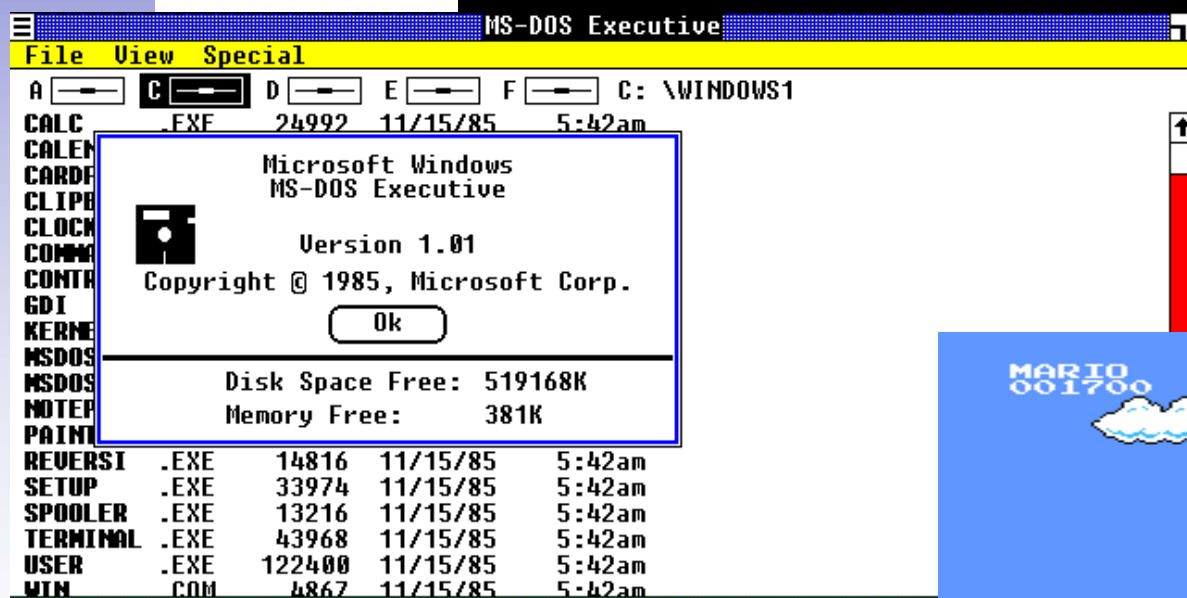 MS-DOS Executive
File View Special
A C D E F C: \WINDOWS1
CALC .EXE 24992 11/15/85 5:42am
CALEN
CARDF
CLIPB
CLOCK
COMMA
CONTR
GDI
KERNE
MSDOS
MSDOS
NOTEP
PAINT
Microsoft Windows
MS-DOS Executive
Version 1.01
Copyright © 1985, Microsoft Corp.
Ok
Disk Space Free: 519168K
Memory Free: 381K
REVERSI .EXE 14816 11/15/85 5:42am
SETUP .EXE 33974 11/15/85 5:42am
SPOOLER .EXE 13216 11/15/85 5:42am
TERMINAL .EXE 43968 11/15/85 5:42am
USER .EXE 122400 11/15/85 5:42am
WIN .COM 4867 11/15/85 5:42am
MARIO
001700